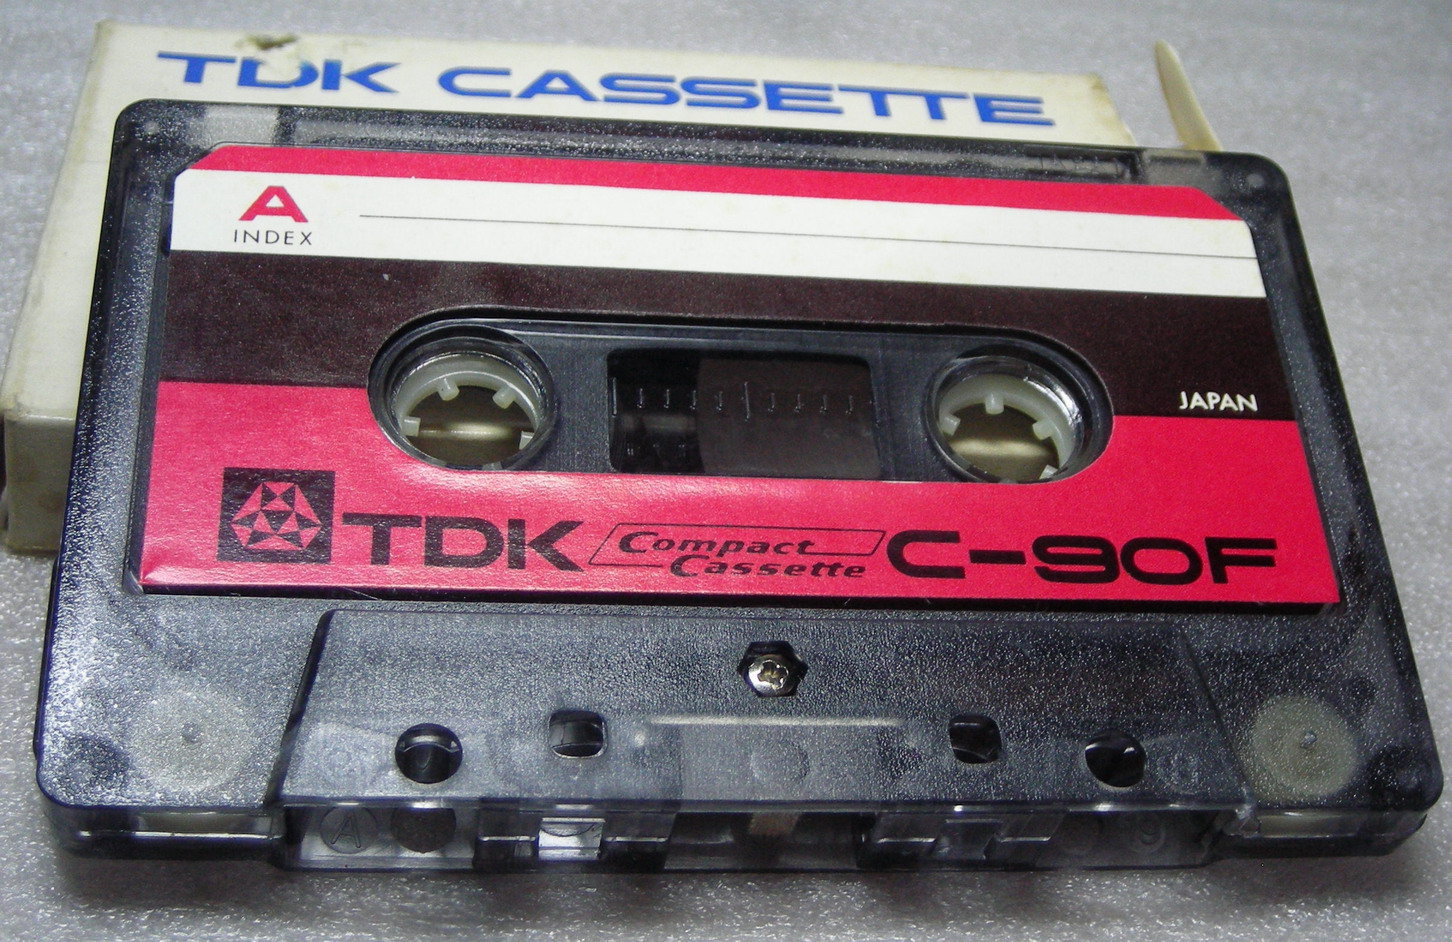 TDK CASSETTE
A
INDEX
JAPAN
TDK Compact Cassette C-90F
A